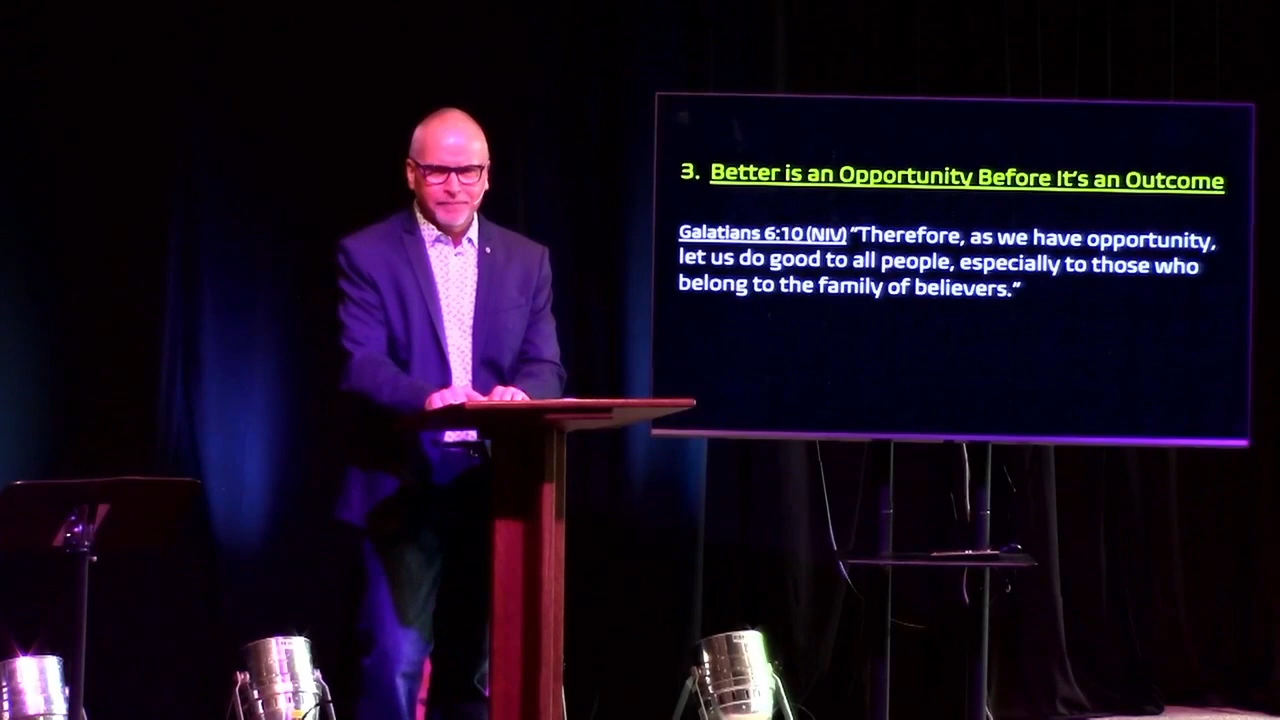 3. Better is an Opportunity Before It's an Outcome
Galatians 6:10 (NIV) "Therefore, as we have opportunity,
let us do good to all people, especially to those who
belong to the family of believers."